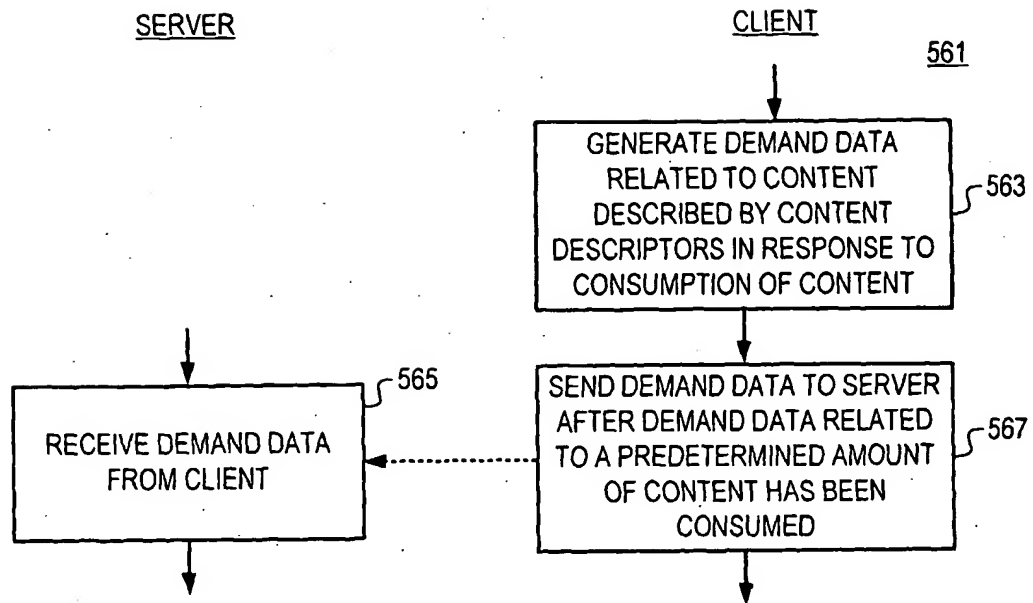 SERVER
CLIENT
561
GENERATE DEMAND DATA
RELATED TO CONTENT
DESCRIBED BY CONTENT
DESCRIPTORS IN RESPONSE TO
CONSUMPTION OF CONTENT
563
565
RECEIVE DEMAND DATA
FROM CLIENT
SEND DEMAND DATA TO SERVER
AFTER DEMAND DATA RELATED
TO A PREDETERMINED AMOUNT
OF CONTENT HAS BEEN
CONSUMED
567